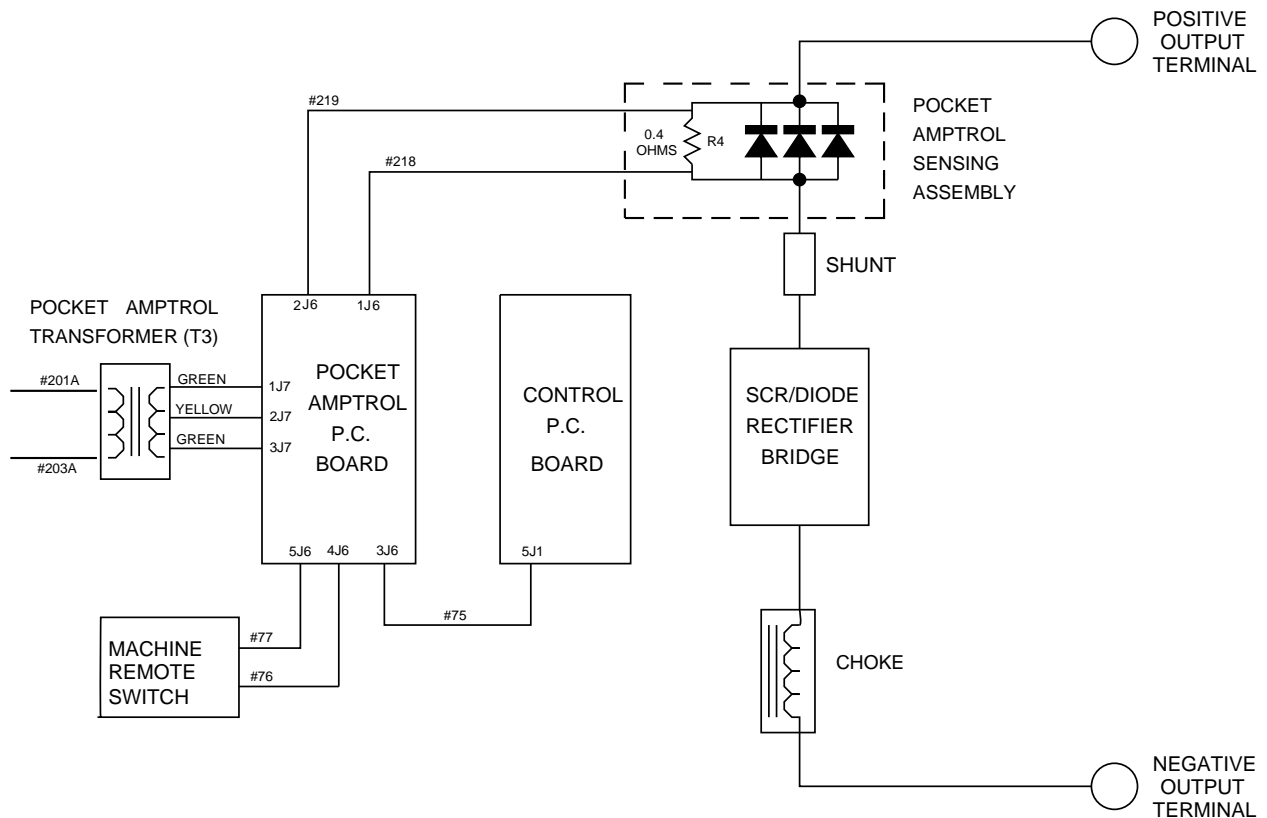 POSITIVE
OUTPUT
TERMINAL
#219
0.4
OHMS
R4
POCKET
AMPTROL
SENSING
ASSEMBLY
#218
SHUNT
POCKET AMPTROL
TRANSFORMER (T3)
2J6
1J6
#201A
GREEN
1J7
YELLOW
2J7
GREEN
3J7
#203A
POCKET
AMPTROL
P.C.
BOARD
CONTROL
P.C.
BOARD
SCR/DIODE
RECTIFIER
BRIDGE
5J6
4J6
3J6
5J1
#75
MACHINE
REMOTE
SWITCH
#77
#76
CHOKE
NEGATIVE
OUTPUT
TERMINAL